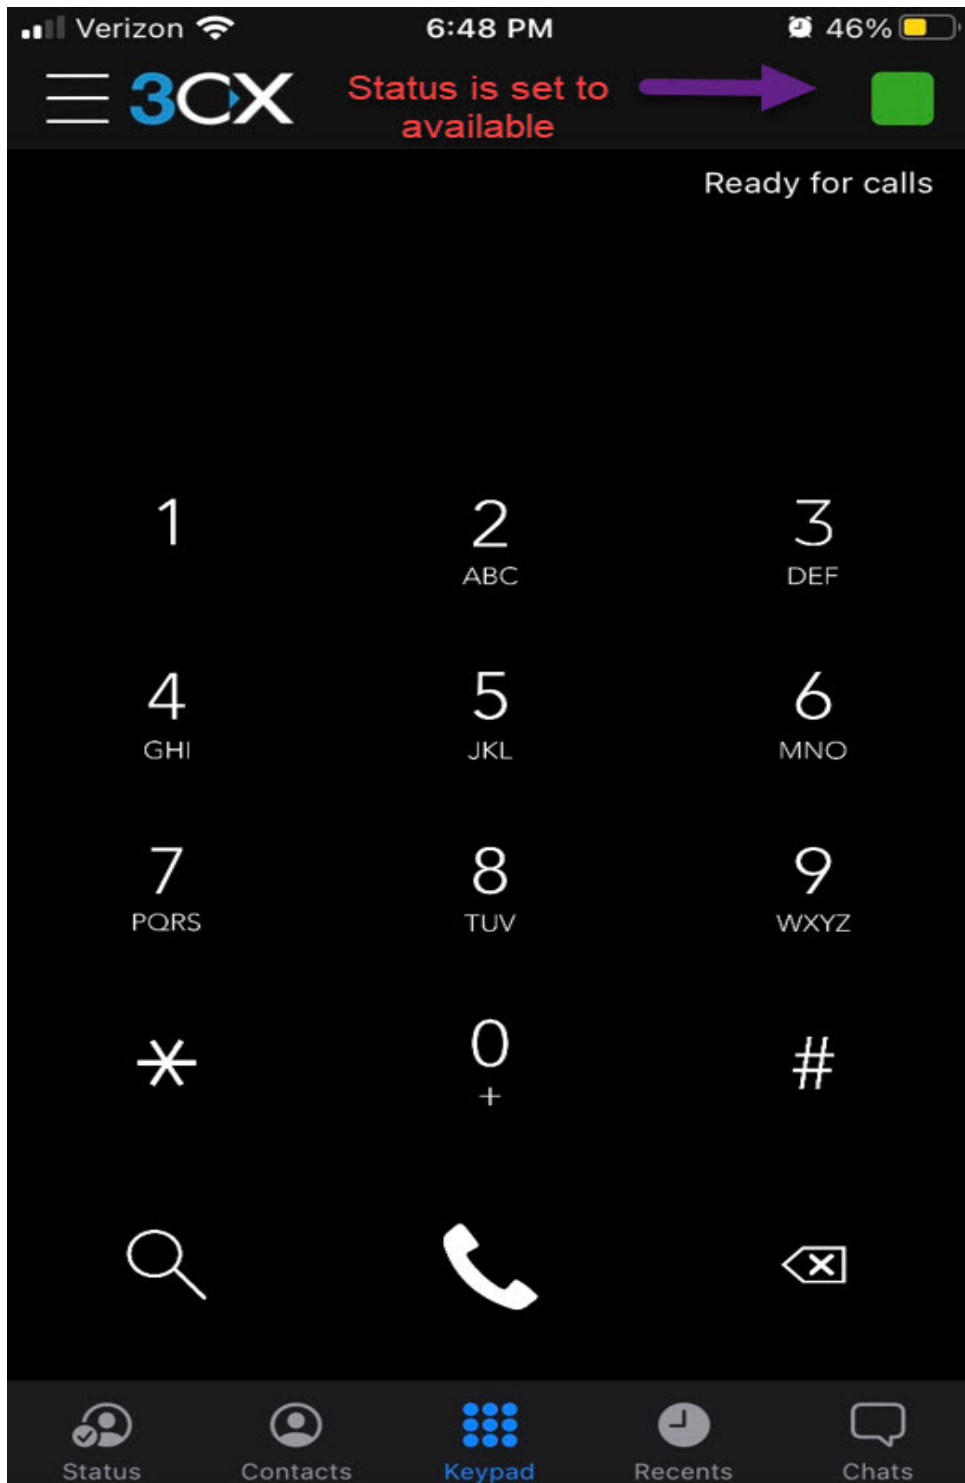 Verizon 6:48 PM 46%
3CX Status is set to
available
Ready for calls
1 2 3
ABC DEF
4 5 6
GHI JKL MNO
7 8 9
PQRS TUV WXYZ
* 0 #
+
Status Contacts Keypad Recents Chats